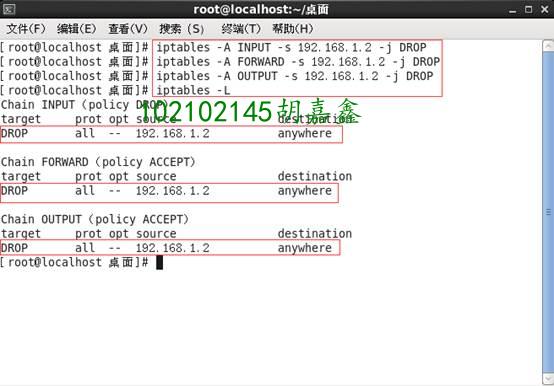 root@localhost:~/桌面
文件(F) 编辑(E) 查看(V) 搜索 (S) 终端(T) 帮助(H)
[root@localhost 桌面]# iptables -A INPUT -s 192.168.1.2 -j DROP
[root@localhost 桌面]# iptables -A FORWARD -s 192.168.1.2 -j DROP
[root@localhost 桌面]# iptables -A OUTPUT -s 192.168.1.2 -j DROP
[root@localhost 桌面]# iptables -L
Chain INPUT (policy DROP)
102102145胡嘉鑫
target prot opt source destination
DROP all -- 192.168.1.2 anywhere
Chain FORWARD (policy ACCEPT)
target prot opt source destination
DROP all -- 192.168.1.2 anywhere
Chain OUTPUT (policy ACCEPT)
target prot opt source destination
DROP all -- 192.168.1.2 anywhere
[root@localhost 桌面]#